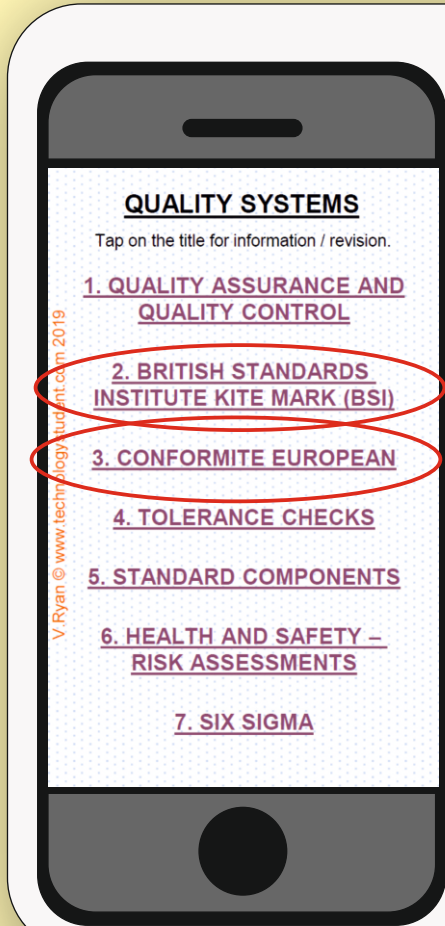 QUALITY SYSTEMS
Tap on the title for information / revision.
1. QUALITY ASSURANCE AND
QUALITY CONTROL
2. BRITISH STANDARDS
INSTITUTE KITE MARK (BSI)
3. CONFORMITE EUROPEAN
4. TOLERANCE CHECKS
5. STANDARD COMPONENTS
6. HEALTH AND SAFETY –
RISK ASSESSMENTS
7. SIX SIGMA
V.Ryan © www.technologystudent.com 2019